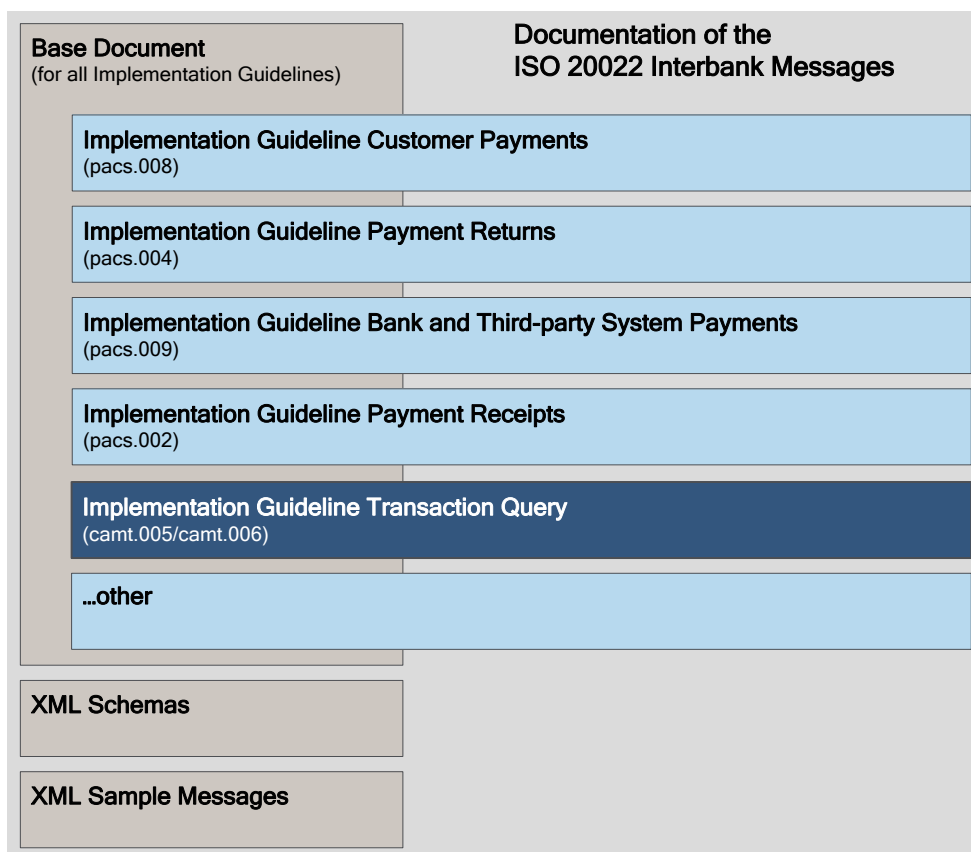 Base Document
(for all Implementation Guidelines)
Documentation of the
ISO 20022 Interbank Messages
Implementation Guideline Customer Payments
(pacs.008)
Implementation Guideline Payment Returns
(pacs.004)
Implementation Guideline Bank and Third-party System Payments
(pacs.009)
Implementation Guideline Payment Receipts
(pacs.002)
Implementation Guideline Transaction Query
(camt.005/camt.006)
...other
XML Schemas
XML Sample Messages